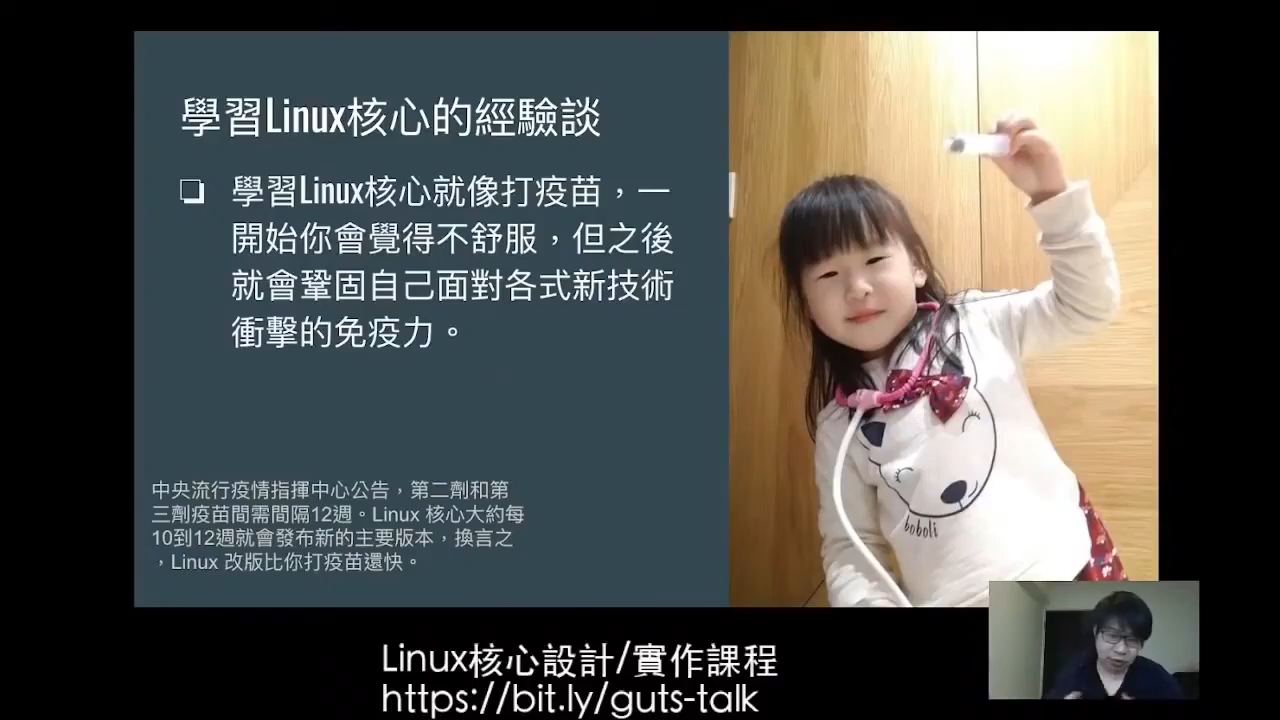 學習Linux核心的經驗談
❏ 學習Linux核心就像打疫苗，一
開始你會覺得不舒服，但之後
就會鞏固自己面對各式新技術
衝擊的免疫力。
中央流行疫情指揮中心公告，第二劑和第
三劑疫苗間需間隔12週。Linux 核心大約每
10到12週就會發布新的主要版本，換言之
，Linux 改版比你打疫苗還快。
boboli
Linux核心設計/實作課程
https://bit.ly/guts-talk